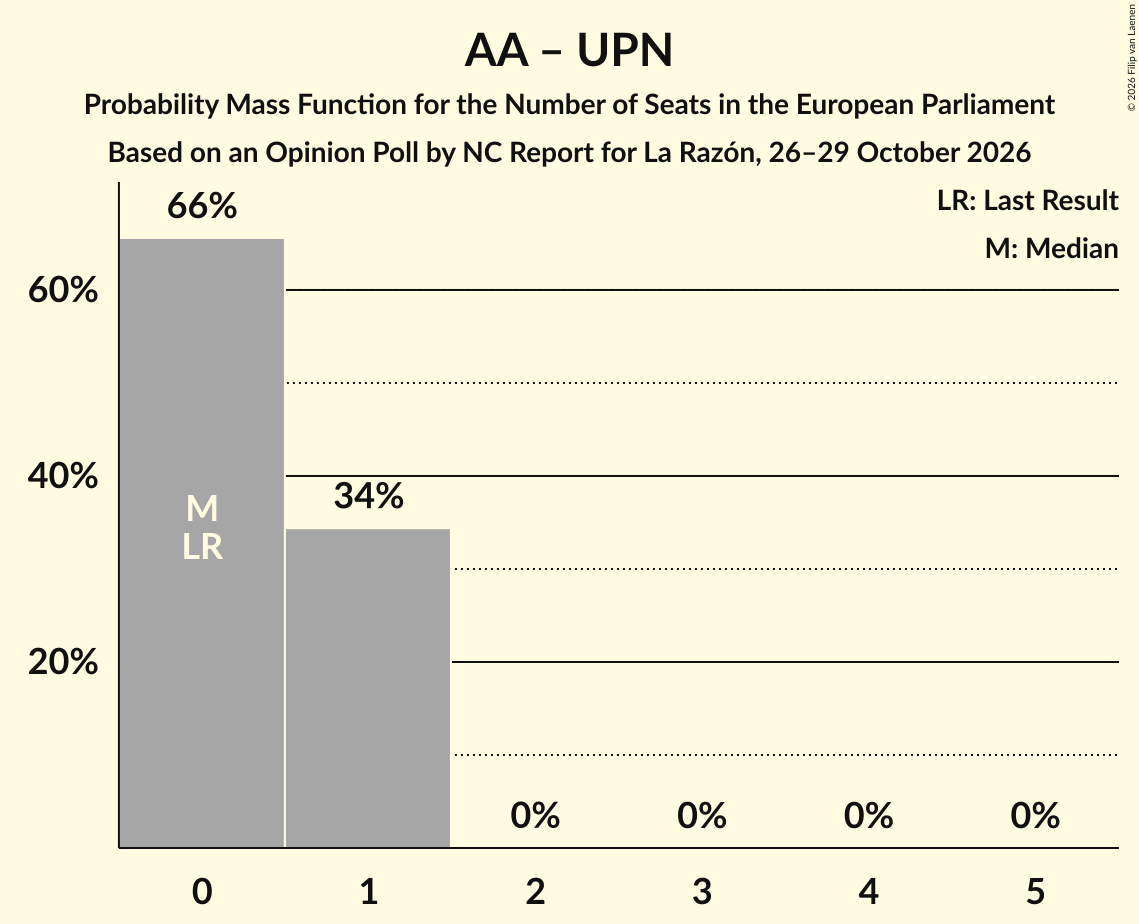 AA – UPN
Probability Mass Function for the Number of Seats in the European Parliament
Based on an Opinion Poll by NC Report for La Razón, 26–29 October 2026
© 2026 Filip van Laenen
LR: Last Result
M: Median
66%
60%
40%
34%
M
LR
20%
0% 0% 0% 0%
0 1 2 3 4 5